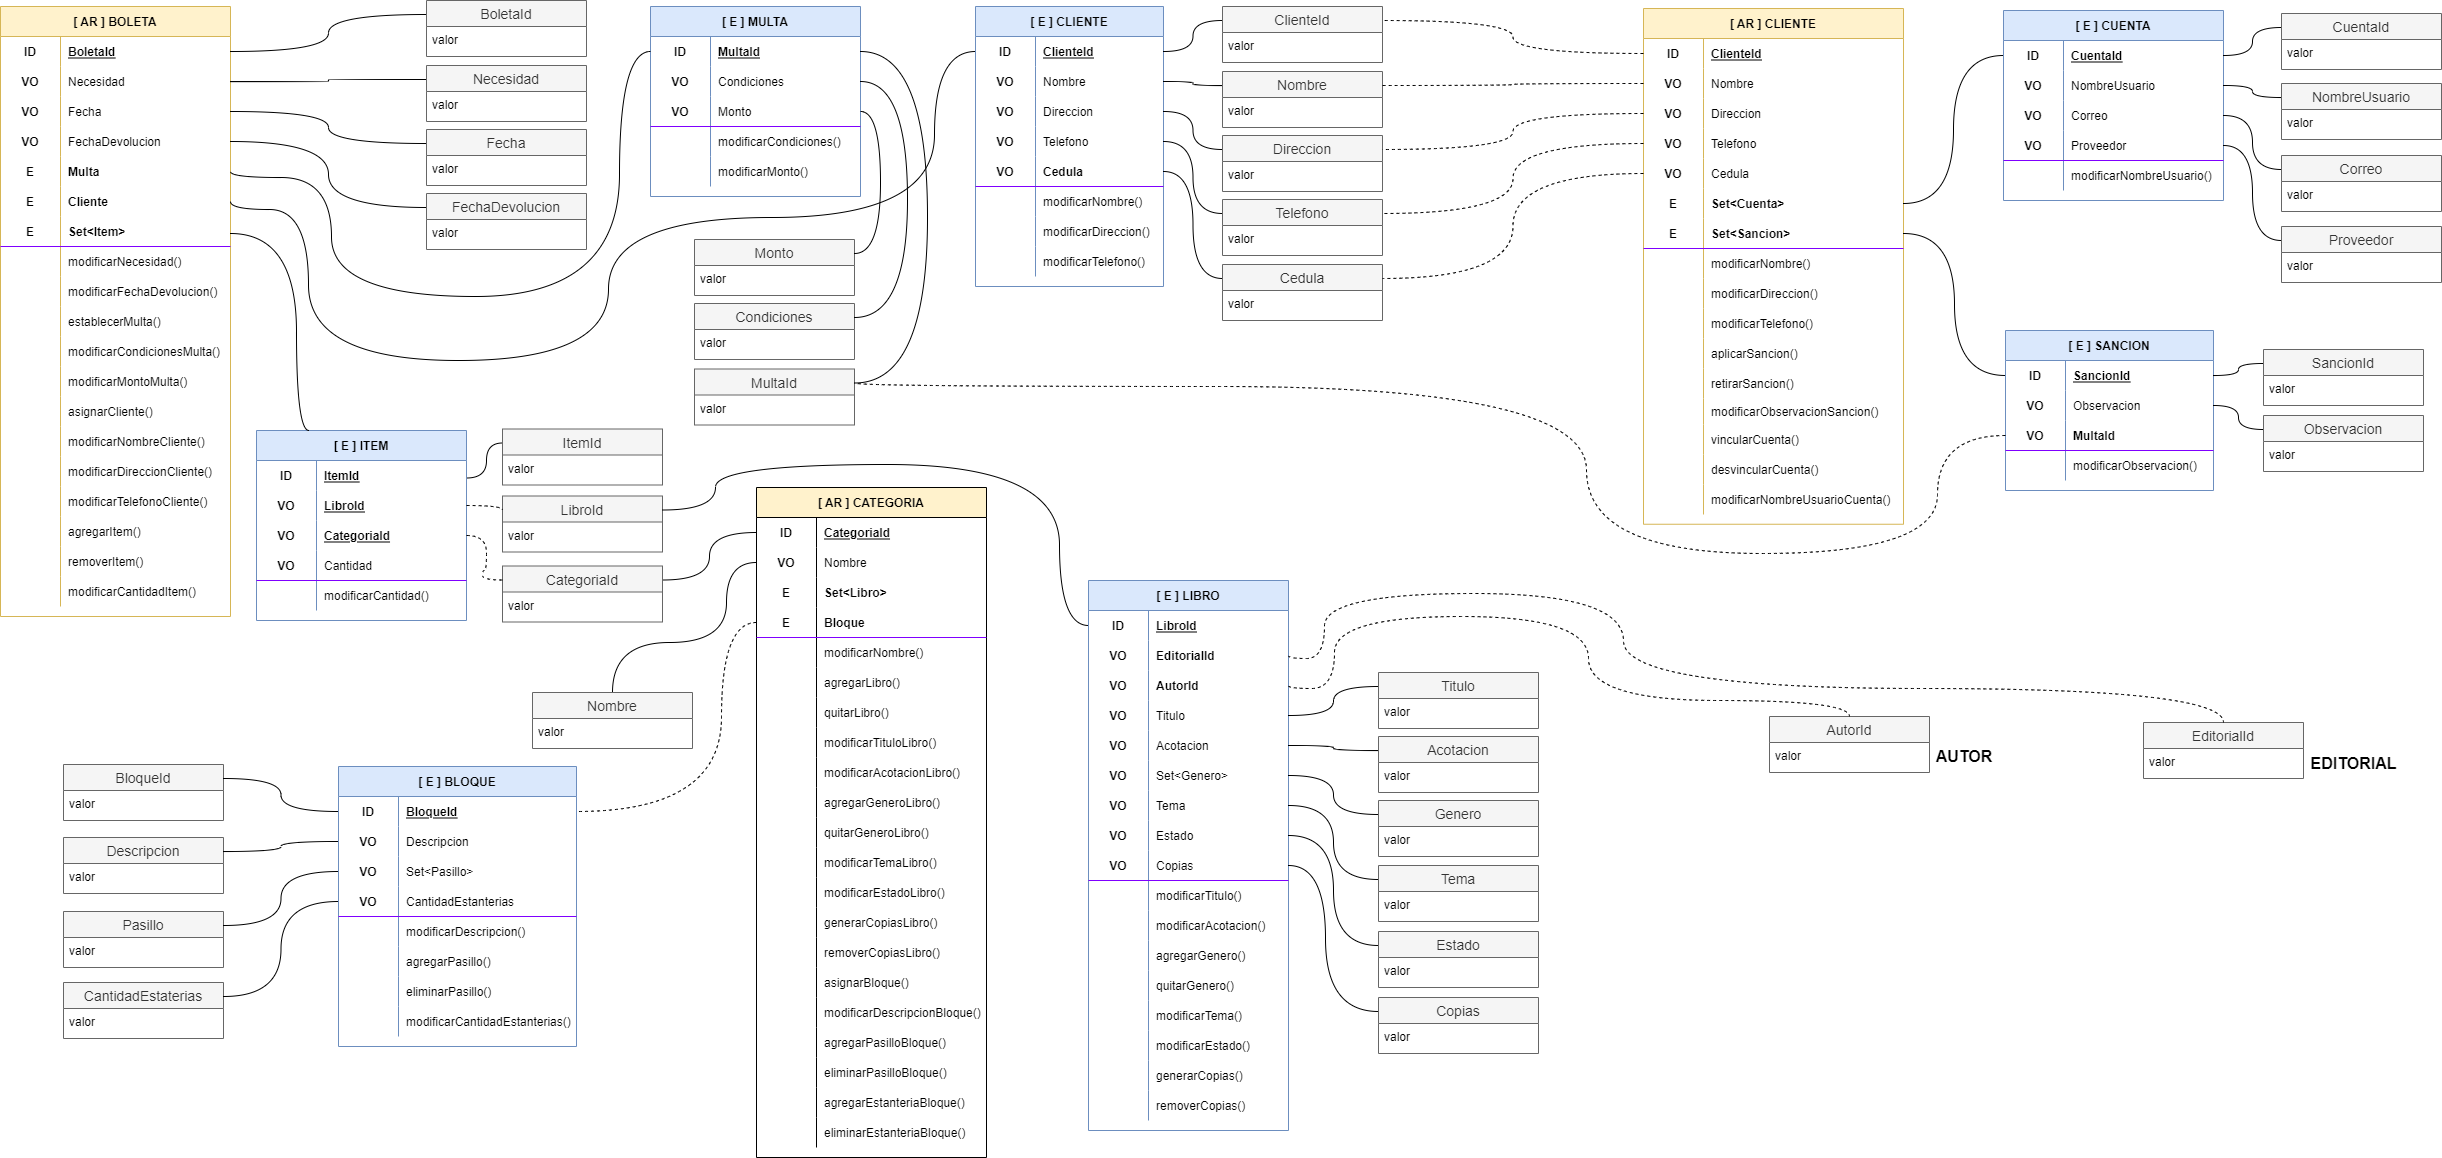 [ AR ] BOLETA
ID BoletaId
VO Necesidad
VO Fecha
VO FechaDevolucion
E Multa
E Cliente
E Set<Item>
modificarNecesidad()
modificarFechaDevolucion()
establecerMulta()
modificarCondicionesMulta()
modificarMontoMulta()
asignarCliente()
modificarNombreCliente()
modificarDireccionCliente()
modificarTelefonoCliente()
agregarItem()
removerItem()
modificarCantidadItem()
BoletaId
valor
Necesidad
valor
Fecha
valor
FechaDevolucion
valor
[ E ] MULTA
ID MultaId
VO Condiciones
VO Monto
modificarCondiciones()
modificarMonto()
Monto
valor
Condiciones
valor
MultaId
valor
[ E ] CLIENTE
ID ClienteId
VO Nombre
VO Direccion
VO Telefono
VO Cedula
modificarNombre()
modificarDireccion()
modificarTelefono()
ClienteId
valor
Nombre
valor
Direccion
valor
Telefono
valor
Cedula
valor
[ AR ] CLIENTE
ID ClienteId
VO Nombre
VO Direccion
VO Telefono
VO Cedula
E Set<Cuenta>
E Set<Sancion>
modificarNombre()
modificarDireccion()
modificarTelefono()
aplicarSancion()
retirarSancion()
modificarObservacionSancion()
vincularCuenta()
desvincularCuenta()
modificarNombreUsuarioCuenta()
[ E ] CUENTA
ID CuentaId
VO NombreUsuario
VO Correo
VO Proveedor
modificarNombreUsuario()
CuentaId
valor
NombreUsuario
valor
Correo
valor
Proveedor
valor
[ E ] SANCION
ID SancionId
VO Observacion
VO MultaId
modificarObservacion()
SancionId
valor
Observacion
valor
[ E ] ITEM
ID ItemId
VO LibroId
VO CategoriaId
VO Cantidad
modificarCantidad()
ItemId
valor
LibroId
valor
CategoriaId
valor
[ AR ] CATEGORIA
ID CategoriaId
VO Nombre
E Set<Libro>
E Bloque
modificarNombre()
agregarLibro()
quitarLibro()
modificarTituloLibro()
modificarAcotacionLibro()
agregarGeneroLibro()
quitarGeneroLibro()
modificarTemaLibro()
modificarEstadoLibro()
generarCopiasLibro()
removerCopiasLibro()
asignarBloque()
modificarDescripcionBloque()
agregarPasilloBloque()
eliminarPasilloBloque()
agregarEstanteriaBloque()
eliminarEstanteriaBloque()
Nombre
valor
[ E ] LIBRO
ID LibroId
VO EditorialId
VO AutorId
VO Titulo
VO Acotacion
VO Set<Genero>
VO Tema
VO Estado
VO Copias
modificarTitulo()
modificarAcotacion()
agregarGenero()
quitarGenero()
modificarTema()
modificarEstado()
generarCopias()
removerCopias()
Titulo
valor
Acotacion
valor
Genero
valor
Tema
valor
Estado
valor
Copias
valor
AutorId
valor
AUTOR
EditorialId
valor
EDITORIAL
BloqueId
valor
Descripcion
valor
Pasillo
valor
CantidadEstaterias
valor
[ E ] BLOQUE
ID BloqueId
VO Descripcion
VO Set<Pasillo>
VO CantidadEstanterias
modificarDescripcion()
agregarPasillo()
eliminarPasillo()
modificarCantidadEstanterias()